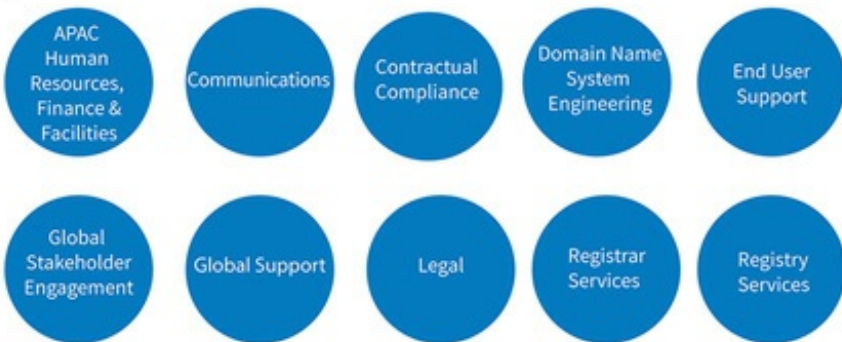 APAC
Human
Resources,
Finance &
Facilities
Communications
Contractual
Compliance
Domain Name
System
Engineering
End User
Support
Global
Stakeholder
Engagement
Global Support
Legal
Registrar
Services
Registry
Services